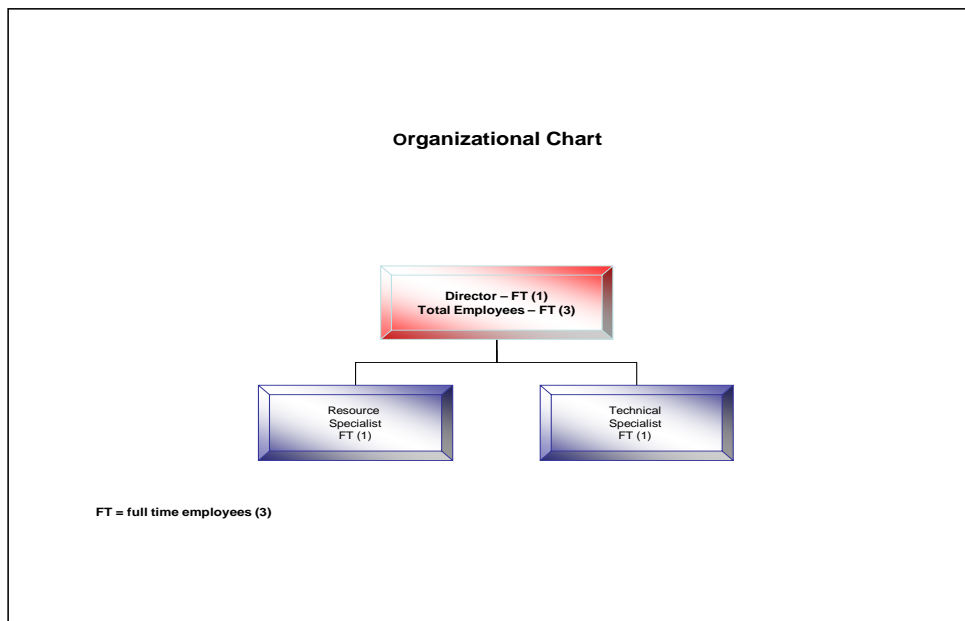 Organizational Chart
Director – FT (1)
Total Employees – FT (3)
Resource
Specialist
FT (1)
Technical
Specialist
FT (1)
FT = full time employees (3)